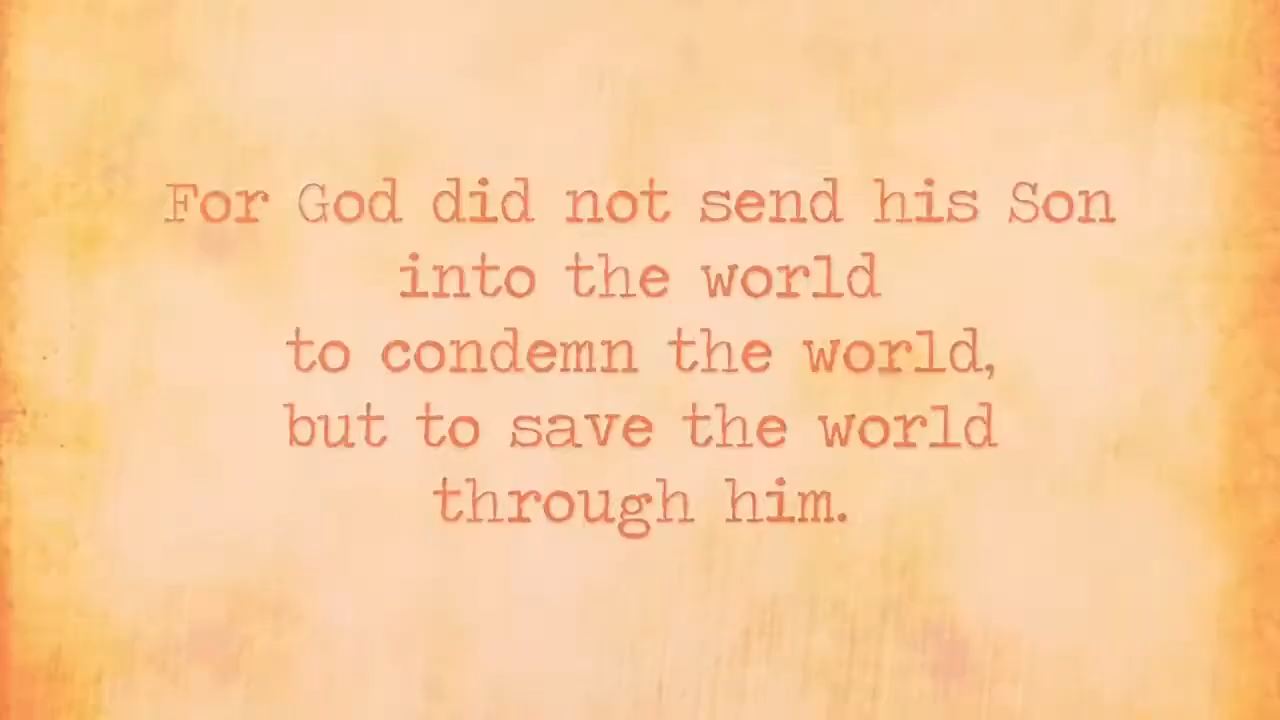 For God did not send his Son
into the world
to condemn the world,
but to save the world
through him.